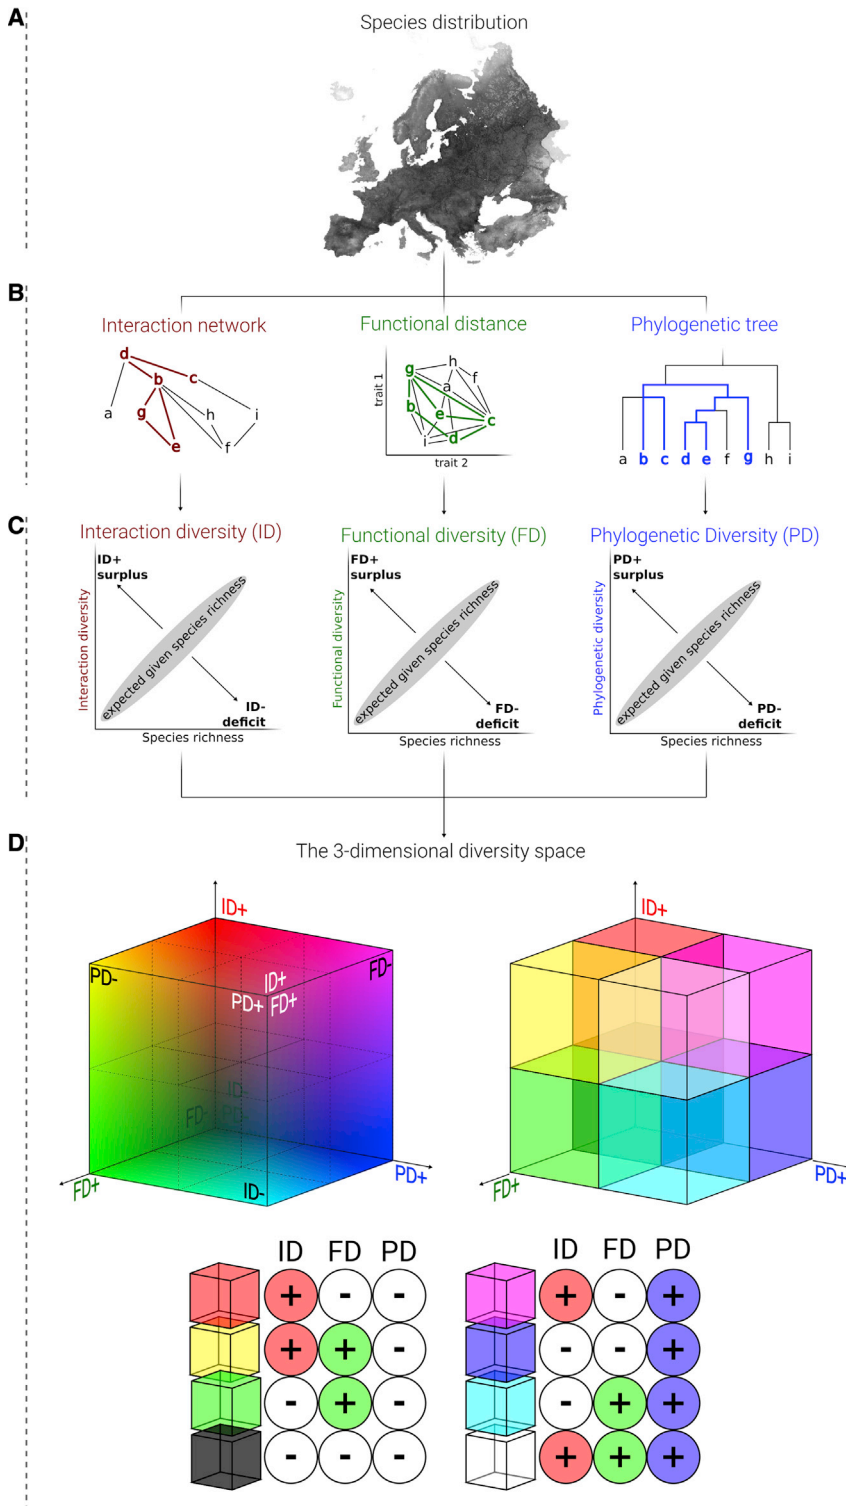 A
Species distribution
B
Interaction network
Functional distance
Phylogenetic tree
d
b
c
a
g
h
i
e
f
trait 1
g
h
f
a
b
e
c
i
d
trait 2
a b c d e f g h i
C
Interaction diversity (ID)
Functional diversity (FD)
Phylogenetic Diversity (PD)
ID+
surplus
Interaction diversity
expected given species richness
ID-
deficit
Species richness
FD+
surplus
Functional diversity
expected given species richness
FD-
deficit
Species richness
PD+
surplus
Phylogenetic diversity
expected given species richness
PD-
deficit
Species richness
D
The 3-dimensional diversity space
ID+
PD-
ID+
FD-
PD+ FD+
ID-
FD- PD-
FD+
ID-
PD+
ID+
FD+
PD+
ID FD PD
+ - -
+ + -
- + -
- - -
ID FD PD
+ - +
- - +
- + +
+ + +